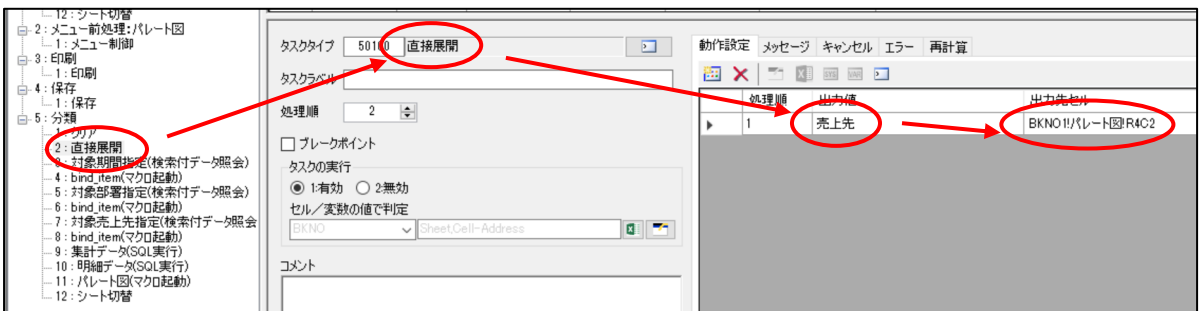 12 : シート切替
2 : メニュー前処理:パレート図
1 : メニュー制御
3 : 印刷
1 : 印刷
4 : 保存
1 : 保存
5 : 分類
1 : クリア
2 : 直接展開
3 : 対象期間指定(検索付データ照会)
4 : bind_item(マクロ起動)
5 : 対象部署指定(検索付データ照会)
6 : bind_item(マクロ起動)
7 : 対象売上先指定(検索付データ照会
8 : bind_item(マクロ起動)
9 : 集計データ(SQL実行)
10 : 明細データ(SQL実行)
11 : パレート図(マクロ起動)
12 : シート切替
タスクタイプ 50100 直接展開
タスクラベル
処理順 2
ブレークポイント
タスクの実行
1:有効 2:無効
セル/変数の値で判定
BKNO Sheet,Cell-Address
コメント
動作設定 メッセージ キャンセル エラー 再計算
SYS VAR
処理順 出力値 出力先セル
1 売上先 BKNO1!パレート図!R4C2